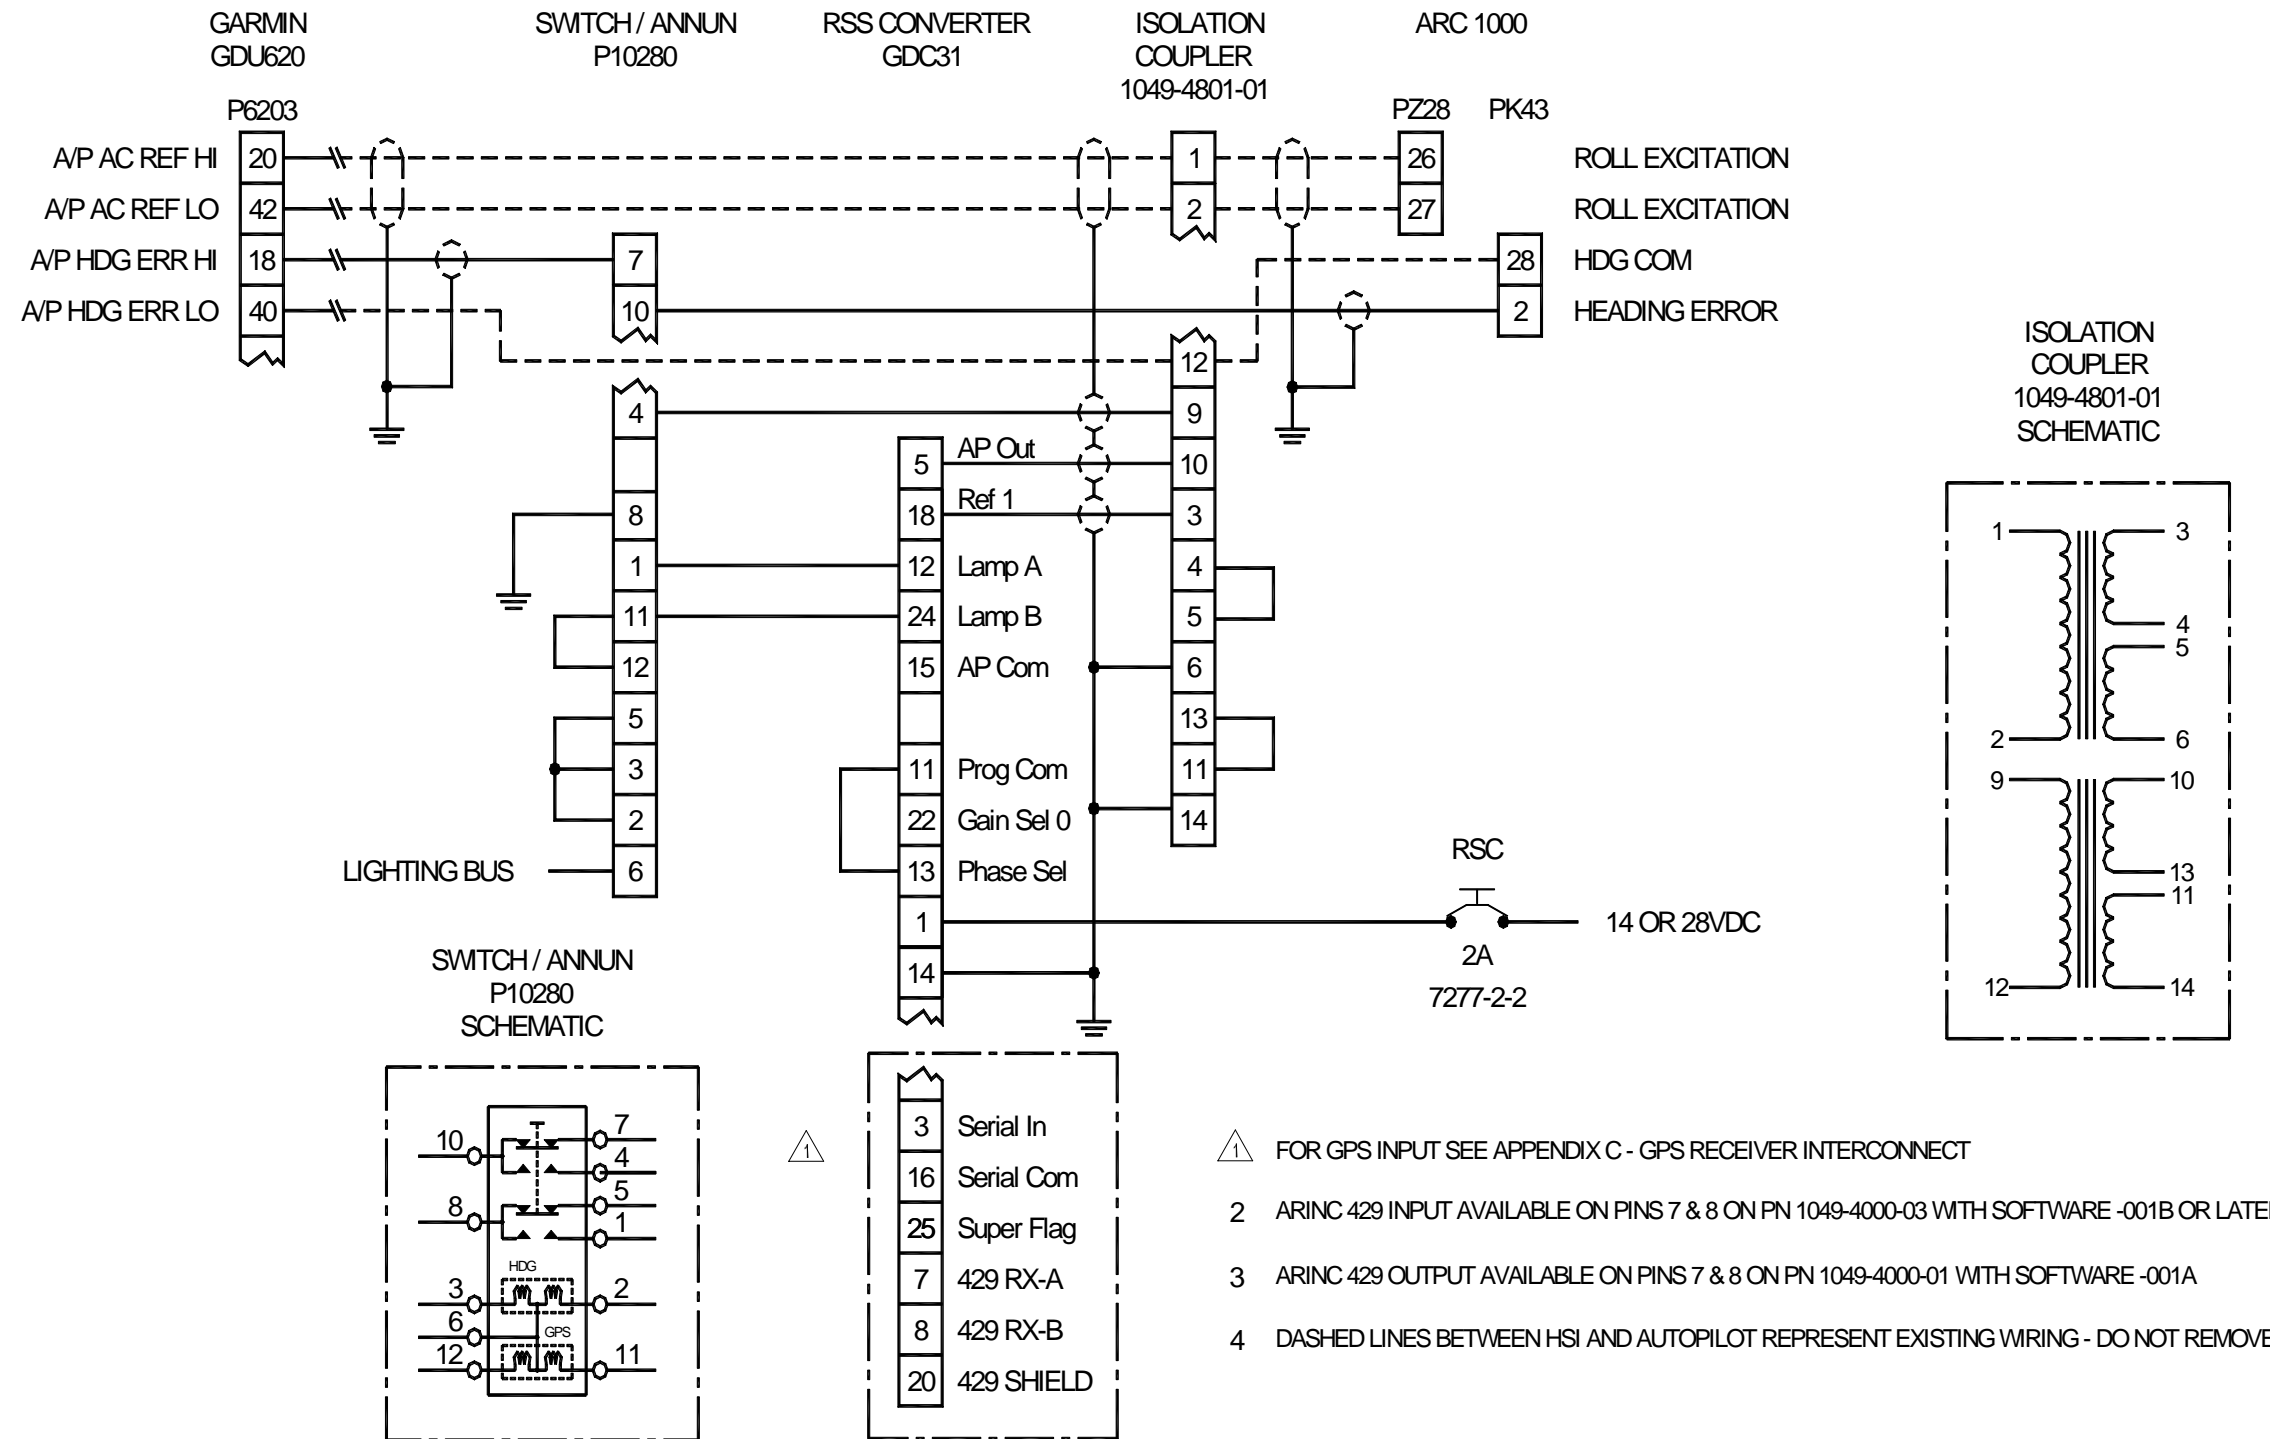 GARMIN
GDU620
SWITCH / ANNUN
P10280
RSS CONVERTER
GDC31
ISOLATION
COUPLER
1049-4801-01
ARC 1000
P6203
PZ28
PK43
A/P AC REF HI 20 1 26 ROLL EXCITATION
A/P AC REF LO 42 2 27 ROLL EXCITATION
A/P HDG ERR HI 18 7 28 HDG COM
A/P HDG ERR LO 40 10 2 HEADING ERROR
12
4 9
5 AP Out 10
8 18 Ref 1 3
1 12 Lamp A 4
11 24 Lamp B 5
12 15 AP Com 6
5 13
3 11 Prog Com 11
2 22 Gain Sel 0 14
LIGHTING BUS 6 13 Phase Sel
1
14
RSC
2A
7277-2-2
14 OR 28VDC
ISOLATION
COUPLER
1049-4801-01
SCHEMATIC
1 3
4
5
2 6
9 10
13
11
12 14
SWITCH / ANNUN
P10280
SCHEMATIC
10 7
4
8 5
1
HDG
3 2
6 GPS
12 11
1
3 Serial In
16 Serial Com
25 Super Flag
7 429 RX-A
8 429 RX-B
20 429 SHIELD
1 FOR GPS INPUT SEE APPENDIX C - GPS RECEIVER INTERCONNECT
2 ARINC 429 INPUT AVAILABLE ON PINS 7 & 8 ON PN 1049-4000-03 WITH SOFTWARE -001B OR
3 ARINC 429 OUTPUT AVAILABLE ON PINS 7 & 8 ON PN 1049-4000-01 WITH SOFTWARE -001A
4 DASHED LINES BETWEEN HSI AND AUTOPILOT REPRESENT EXISTING WIRING - DO NOT REMOVE